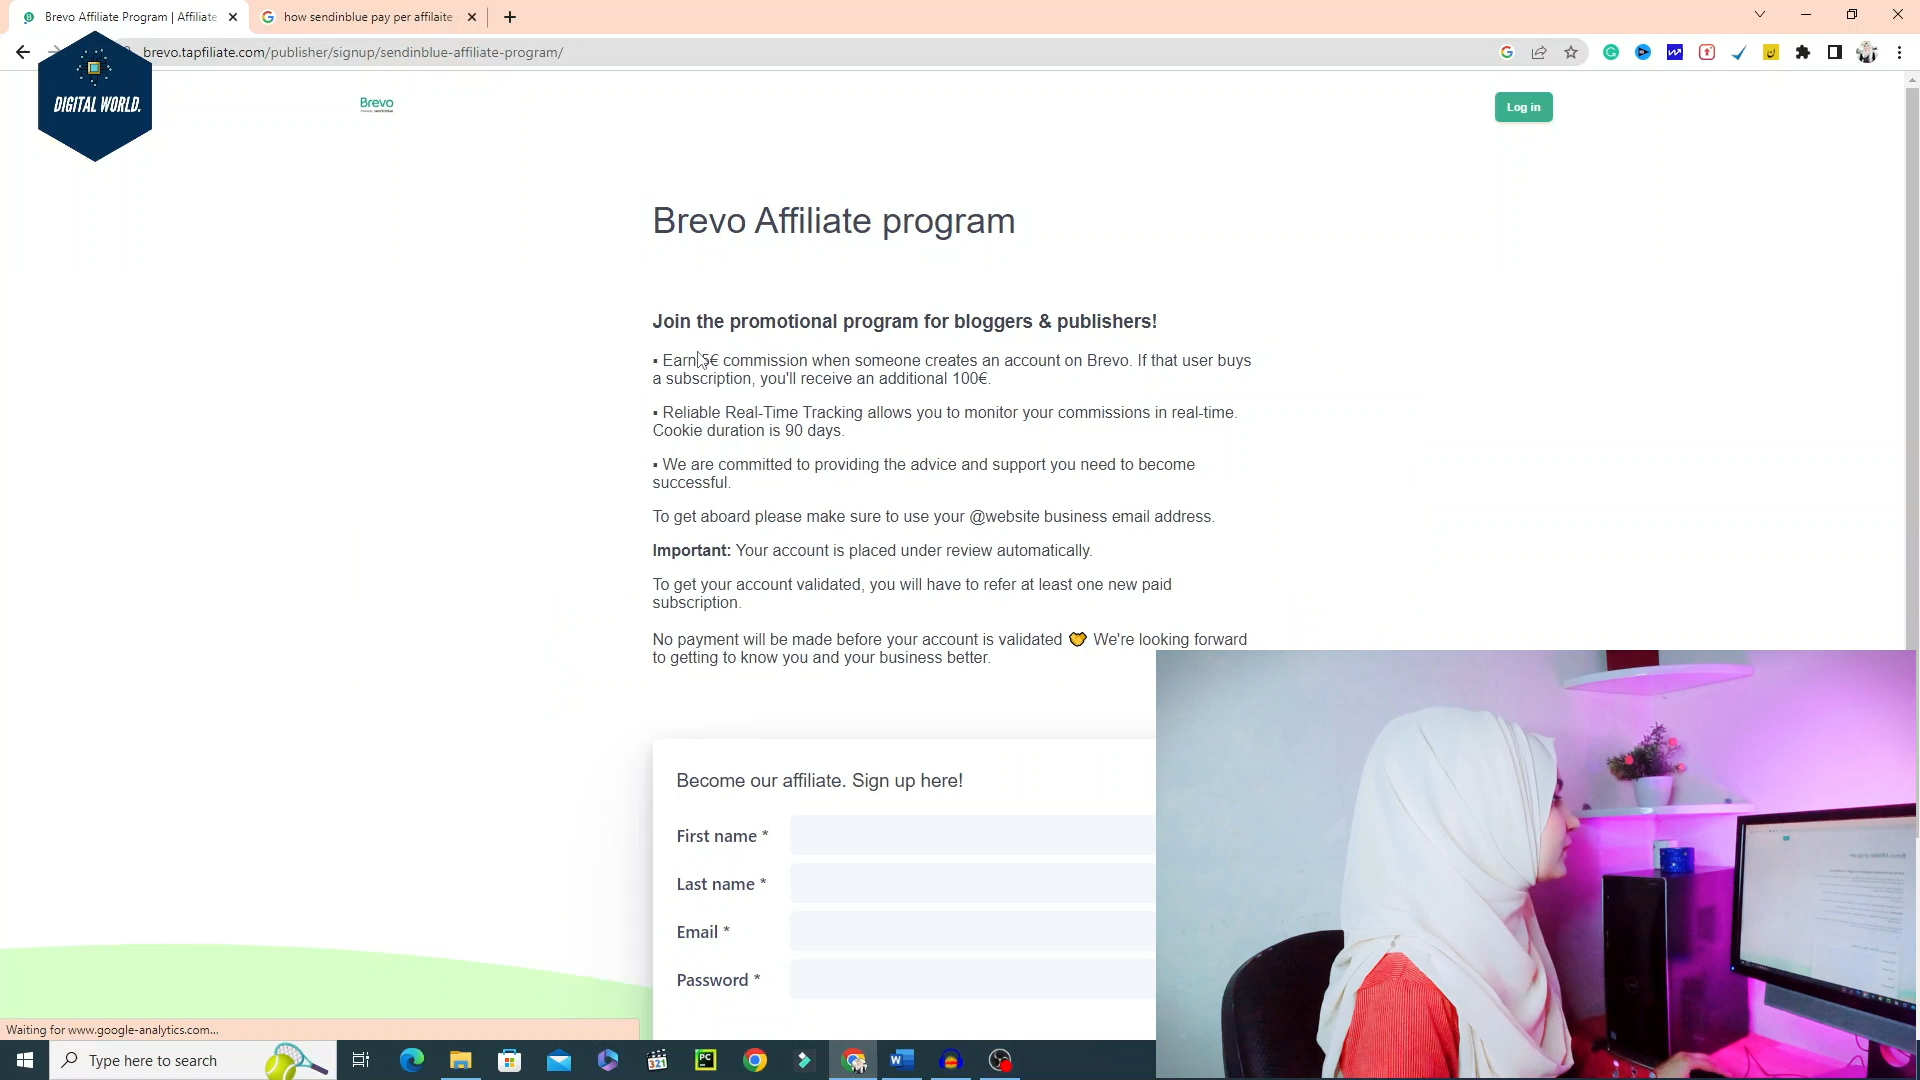 Brevo Affiliate Program | Affiliate
how sendinblue pay per affilaite
brevo.tapfiliate.com/publisher/signup/sendinblue-affiliate-program/
DIGITAL WORLD.
Brevo
Log in
Brevo Affiliate program
Join the promotional program for bloggers & publishers!
▪ Earn 5€ commission when someone creates an account on Brevo. If that user buys
a subscription, you'll receive an additional 100€.
▪ Reliable Real-Time Tracking allows you to monitor your commissions in real-time.
Cookie duration is 90 days.
▪ We are committed to providing the advice and support you need to become
successful.
To get aboard please make sure to use your @website business email address.
Important: Your account is placed under review automatically.
To get your account validated, you will have to refer at least one new paid
subscription.
No payment will be made before your account is validated 🤝 We're looking forward
to getting to know you and your business better.
Become our affiliate. Sign up here!
First name *
Last name *
Email *
Password *
Waiting for www.google-analytics.com...
Type here to search